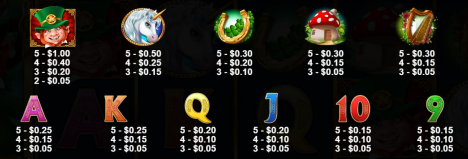 5 - $1.00
4 - $0.40
3 - $0.20
2 - $0.05
5 - $0.50
4 - $0.25
3 - $0.15
5 - $0.30
4 - $0.20
3 - $0.10
5 - $0.30
4 - $0.15
3 - $0.05
5 - $0.30
4 - $0.15
3 - $0.05
A
5 - $0.25
4 - $0.15
3 - $0.05
K
5 - $0.25
4 - $0.15
3 - $0.05
Q
5 - $0.20
4 - $0.10
3 - $0.05
J
5 - $0.20
4 - $0.10
3 - $0.05
10
5 - $0.15
4 - $0.10
3 - $0.05
9
5 - $0.15
4 - $0.10
3 - $0.05